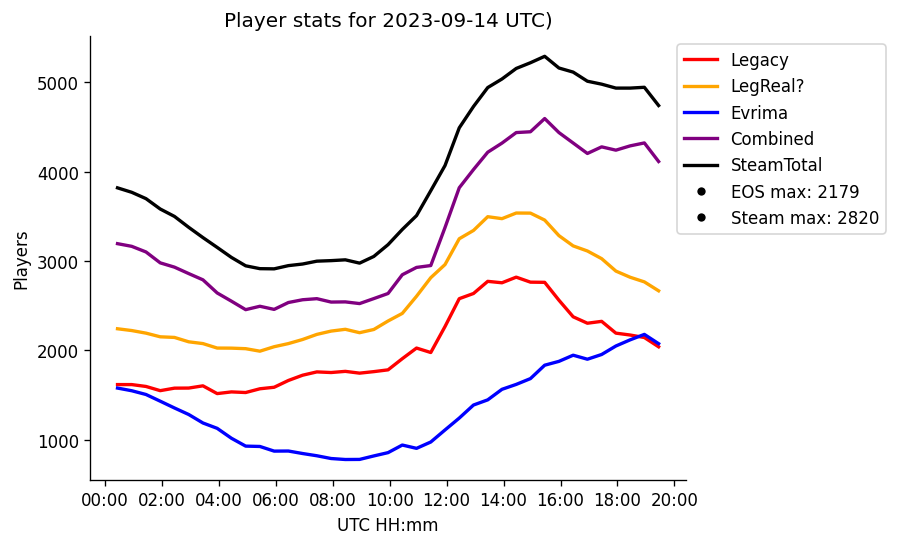 Player stats for 2023-09-14 UTC)
Players
5000
4000
3000
2000
1000
00:00 02:00 04:00 06:00 08:00 10:00 12:00 14:00 16:00 18:00 20:00
UTC HH:mm
Legacy
LegReal?
Evrima
Combined
SteamTotal
EOS max: 2179
Steam max: 2820